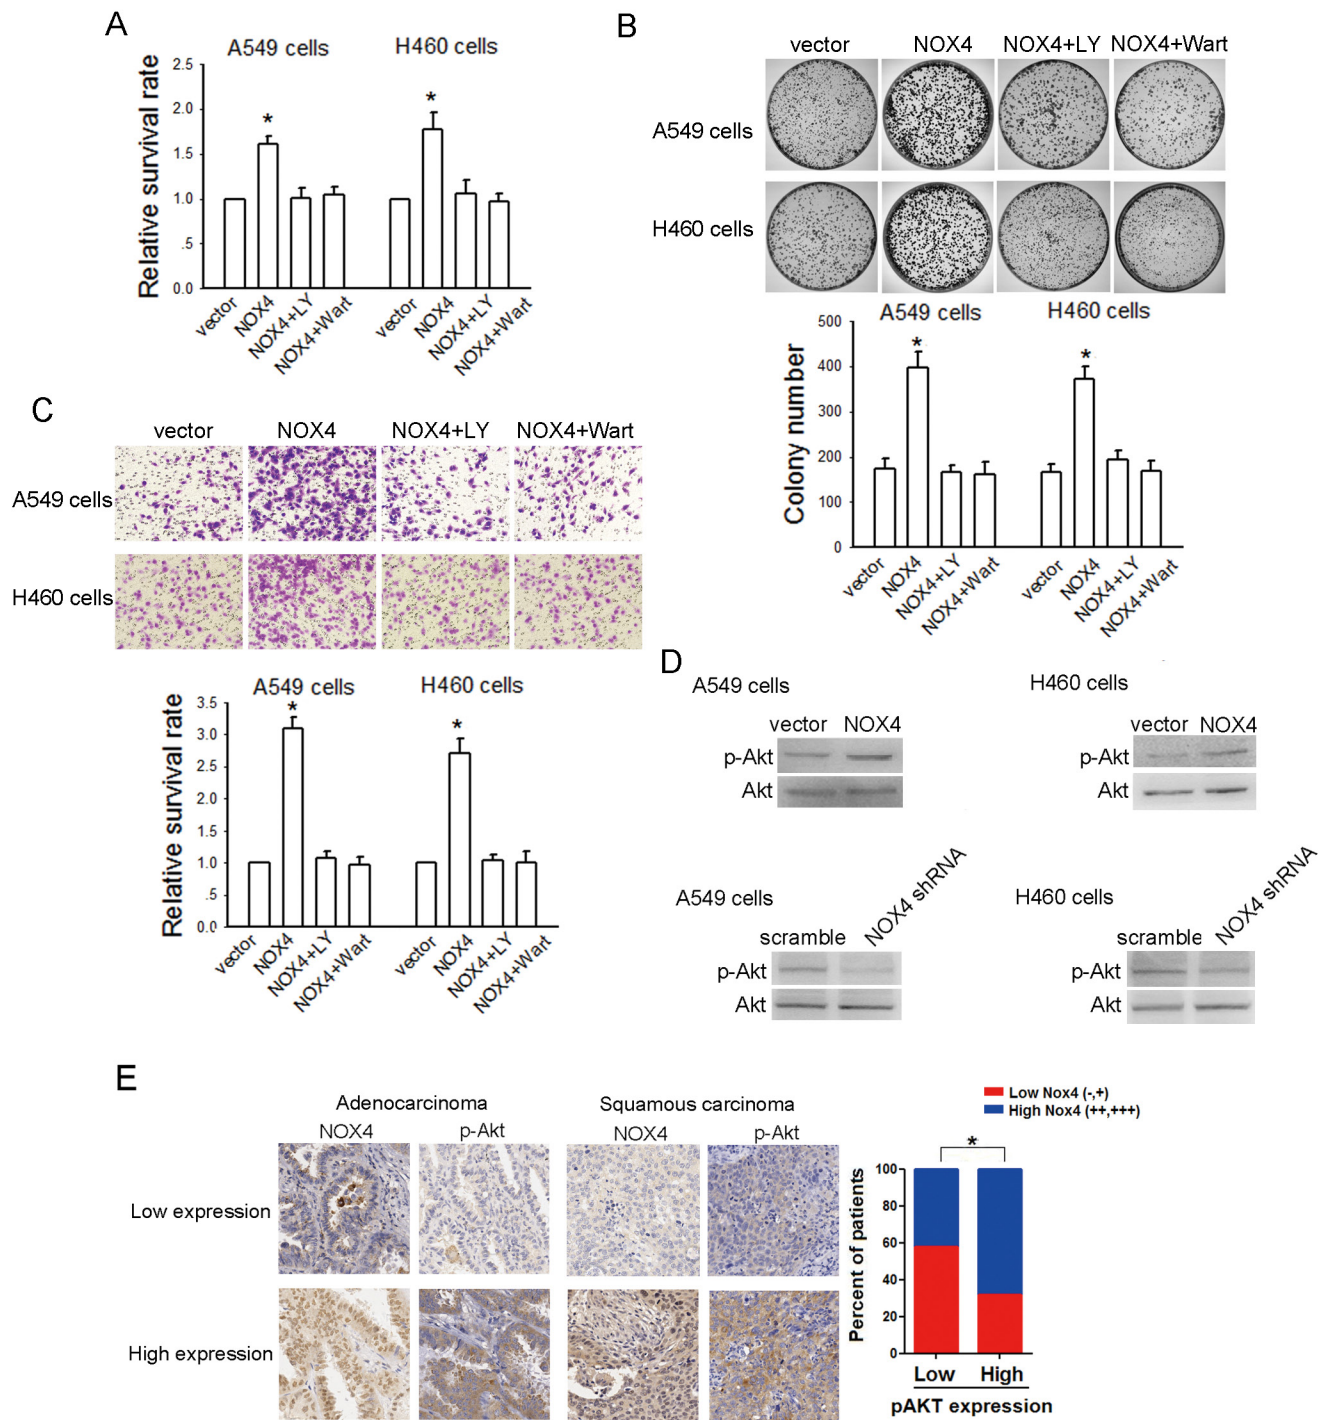 A
A549 cells
H460 cells
Relative survival rate
2.5
2.0
1.5
1.0
.5
0.0
*
*
vector
NOX4
NOX4+LY
NOX4+Wart
vector
NOX4
NOX4+LY
NOX4+Wart
B
vector
NOX4
NOX4+LY
NOX4+Wart
A549 cells
H460 cells
A549 cells
H460 cells
Colony number
500
400
300
200
100
0
*
*
vector
NOX4
NOX4+LY
NOX4+Wart
vector
NOX4
NOX4+LY
NOX4+Wart
C
vector
NOX4
NOX4+LY
NOX4+Wart
A549 cells
H460 cells
A549 cells
H460 cells
Relative survival rate
3.5
3.0
2.5
2.0
1.5
1.0
.5
0.0
*
*
vector
NOX4
NOX4+LY
NOX4+Wart
vector
NOX4
NOX4+LY
NOX4+Wart
D
A549 cells
vector NOX4
p-Akt
Akt
H460 cells
vector NOX4
p-Akt
Akt
A549 cells
scramble NOX4 shRNA
p-Akt
Akt
H460 cells
scramble NOX4 shRNA
p-Akt
Akt
E
Adenocarcinoma
Squamous carcinoma
NOX4
p-Akt
NOX4
p-Akt
Low expression
High expression
Low Nox4 (-,+)
High Nox4 (++,+++)
*
Percent of patients
100
80
60
40
20
0
Low
High
pAKT expression